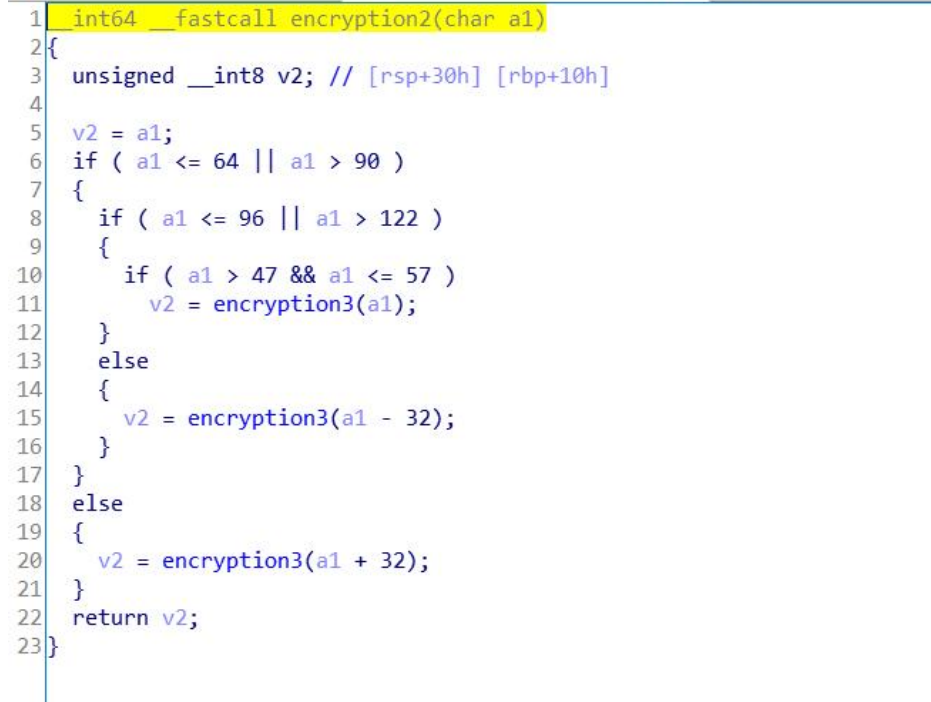 1 __int64 __fastcall encryption2(char a1)
2 {
3 unsigned __int8 v2; // [rsp+30h] [rbp+10h]
4
5 v2 = a1;
6 if ( a1 <= 64 || a1 > 90 )
7 {
8 if ( a1 <= 96 || a1 > 122 )
9 {
10 if ( a1 > 47 && a1 <= 57 )
11 v2 = encryption3(a1);
12 }
13 else
14 {
15 v2 = encryption3(a1 - 32);
16 }
17 }
18 else
19 {
20 v2 = encryption3(a1 + 32);
21 }
22 return v2;
23 }